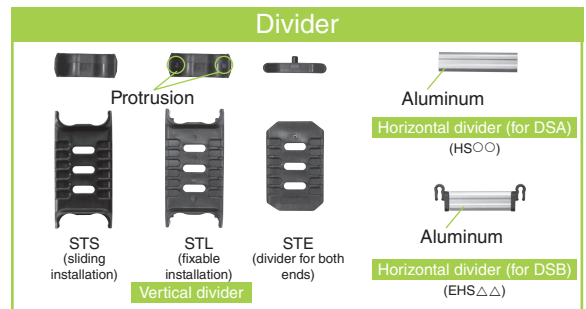 Divider
Protrusion
STS
(sliding
installation)
STL
(fixable
installation)
STE
(divider for both
ends)
Vertical divider
Aluminum
Horizontal divider (for DSA)
(HS○○)
Aluminum
Horizontal divider (for DSB)
(EHS△△)